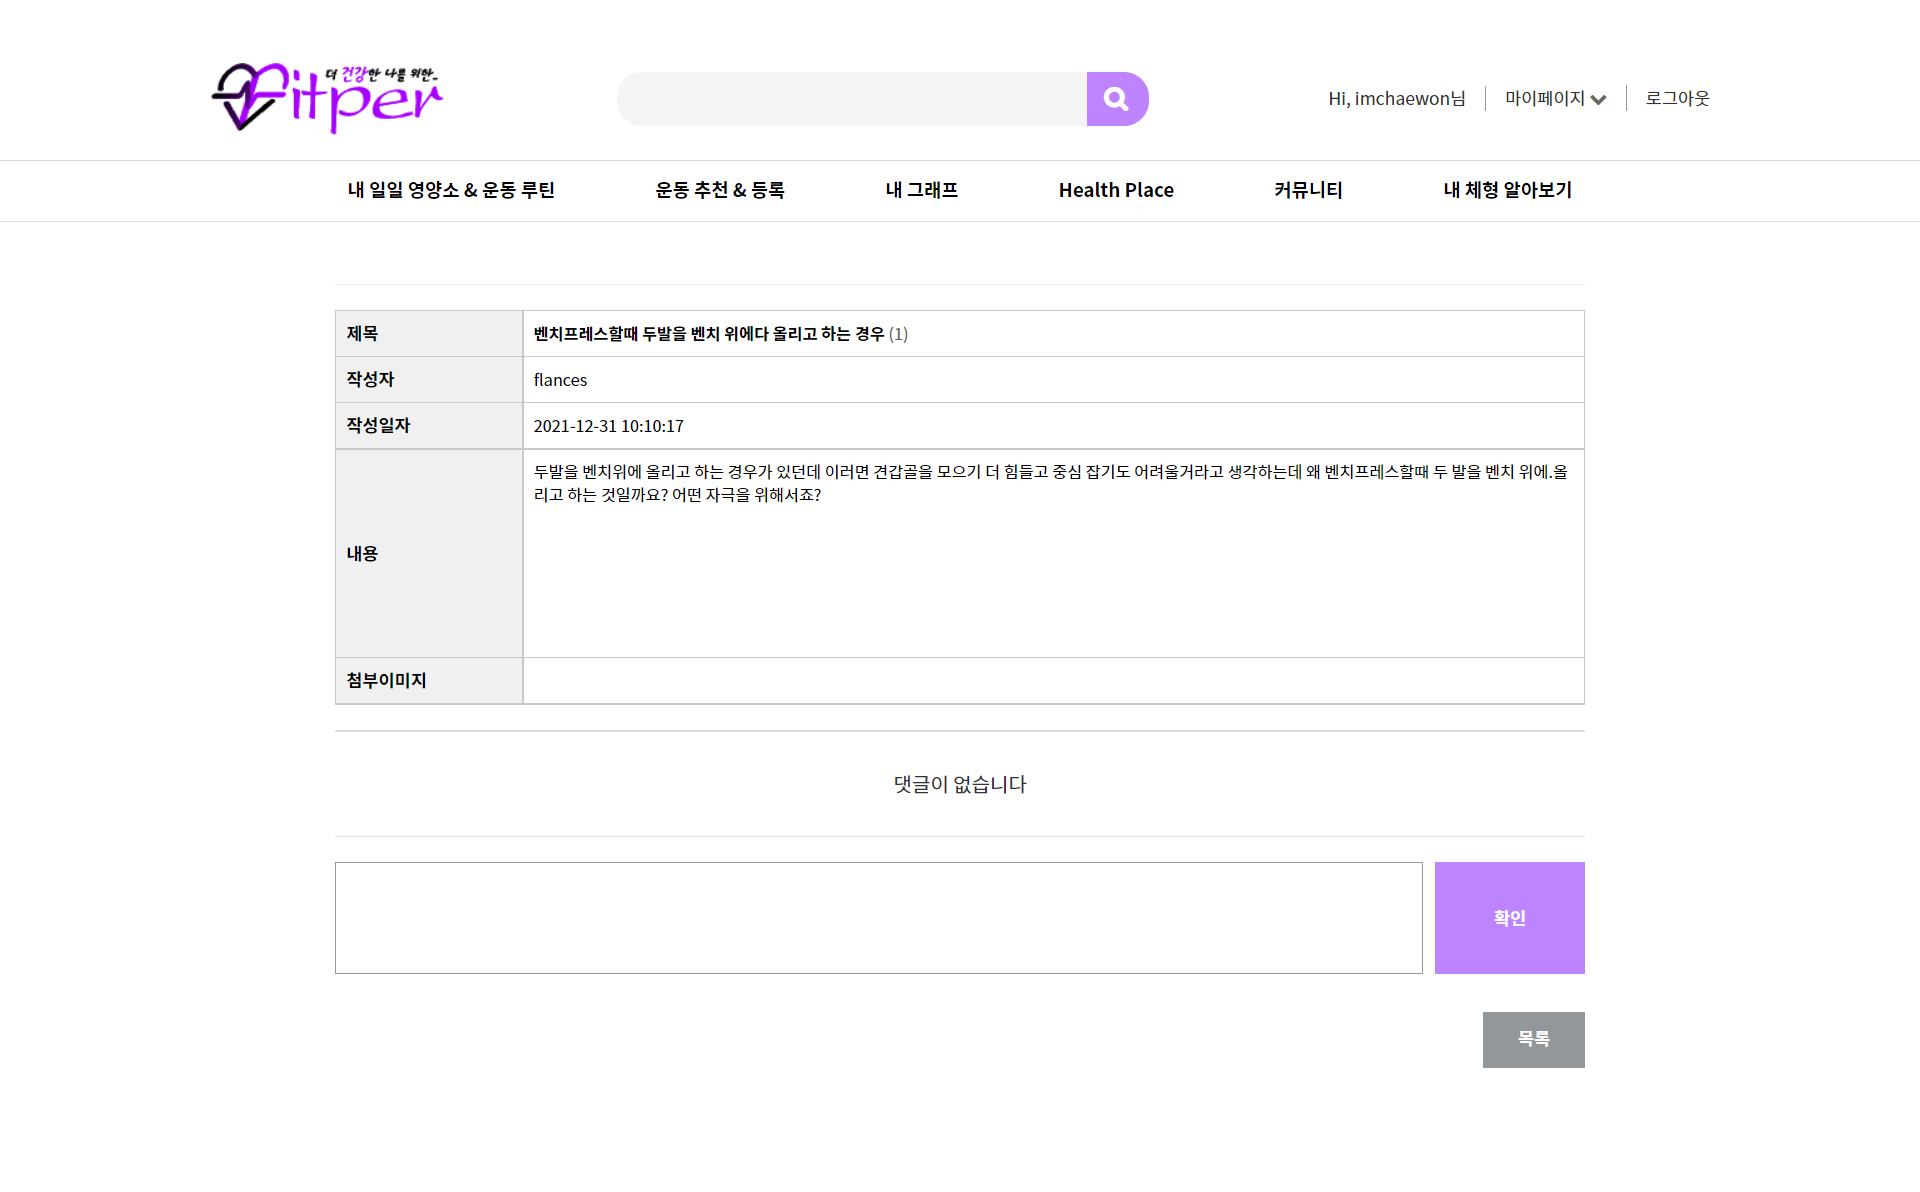 더 건강한 나를 위한..
Fitper
Hi, imchaewon님
마이페이지
로그아웃
내 일일 영양소 & 운동 루틴
운동 추천 & 등록
내 그래프
Health Place
커뮤니티
내 체형 알아보기
제목
벤치프레스할때 두발을 벤치 위에다 올리고 하는 경우 (1)
작성자
flances
작성일자
2021-12-31 10:10:17
내용
두발을 벤치위에 올리고 하는 경우가 있던데 이러면 견갑골을 모으기 더 힘들고 중심 잡기도 어려울거라고 생각하는데 왜 벤치프레스할때 두 발을 벤치 위에.올
리고 하는 것일까요? 어떤 자극을 위해서죠?
첨부이미지
댓글이 없습니다
확인
목록